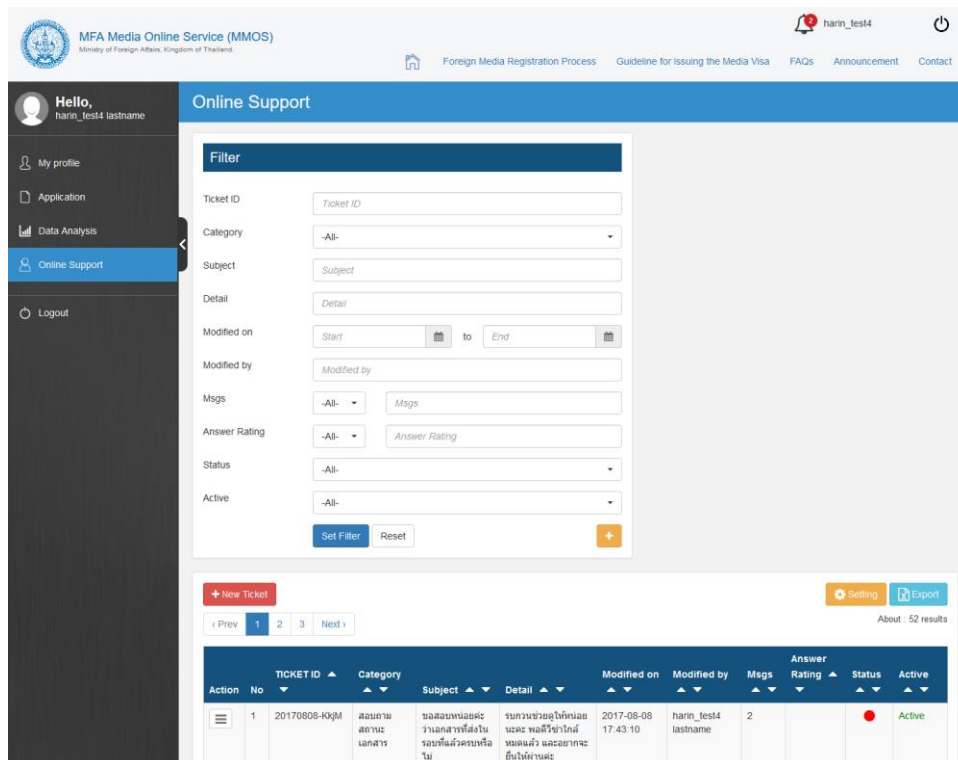 MFA Media Online Service (MMOS)
Ministry of Foreign Affairs, Kingdom of Thailand.
2
harin_test4
Foreign Media Registration Process
Guideline for Issuing the Media Visa
FAQs
Announcement
Contact
Hello,
harin_test4 lastname
My profile
Application
Data Analysis
Online Support
Logout
Online Support
Filter
Ticket ID
Ticket ID
Category
-All-
Subject
Subject
Detail
Detail
Modified on
Start
to
End
Modified by
Modified by
Msgs
-All-
Msgs
Answer Rating
-All-
Answer Rating
Status
-All-
Active
-All-
Set Filter
Reset
+
+ New Ticket
Setting
Export
‹ Prev 1 2 3 Next ›
About : 52 results
Action
No
TICKET ID
Category
Subject
Detail
Modified on
Modified by
Msgs
Answer
Rating
Status
Active
1
20170808-KkjM
สอบถาม
สถานะ
เอกสาร
ขอสอบหน่อยค่ะ
ว่าเอกสารที่ส่งใน
รอบที่แล้วครบหรือ
ไม่
รบกวนช่วยดูให้หน่อย
นะคะ พอดีวีซ่าใกล้
หมดแล้ว และอยากจะ
ยื่นให้ผ่านค่ะ
2017-08-08
17:43:10
harin_test4
lastname
2
Active